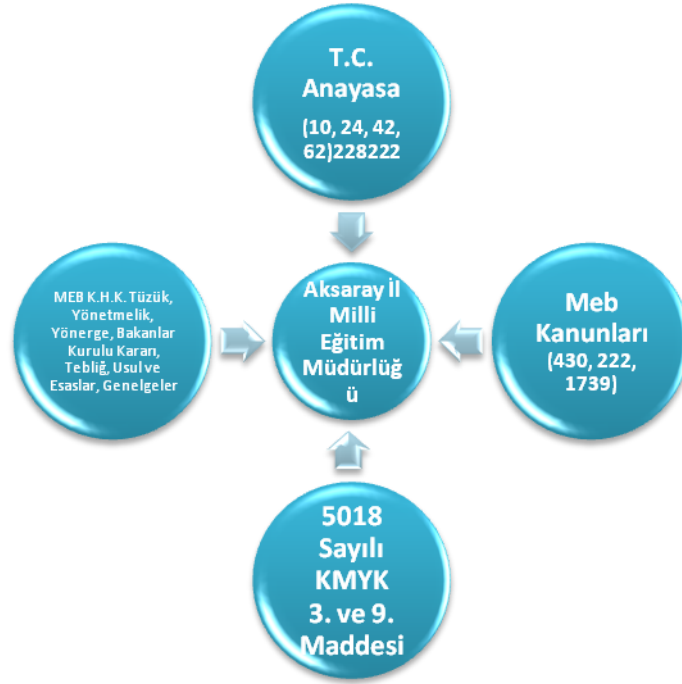 T.C.
Anayasa
(10, 24, 42,
62)228222
MEB K.H.K. Tüzük,
Yönetmelik,
Yönerge, Bakanlar
Kurulu Kararı,
Tebliğ, Usul ve
Esaslar, Genelgeler
Aksaray İl
Milli
Eğitim
Müdürlüğ
ü
Meb
Kanunları
(430, 222,
1739)
5018
Sayılı
KMYK
3. ve 9.
Maddesi